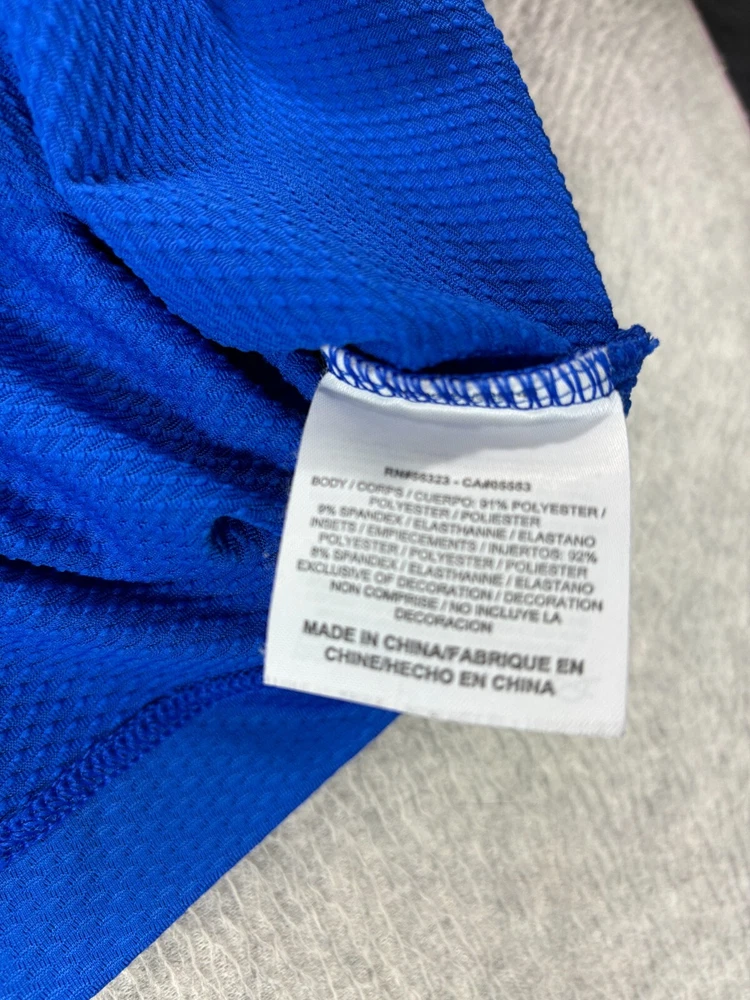 RN#56323 - CA#05553
BODY / CORPS / CUERPO: 91% POLYESTER /
POLYESTER / POLIESTER
9% SPANDEX / ELASTHANNE / ELASTANO
INSETS / EMPIECEMENTS / INJERTOS: 92%
POLYESTER / POLYESTER / POLIESTER
8% SPANDEX / ELASTHANNE / ELASTANO
EXCLUSIVE OF DECORATION / DECORATION
NON COMPRISE / NO INCLUYE LA
DECORACION
MADE IN CHINA/FABRIQUE EN
CHINE/HECHO EN CHINA